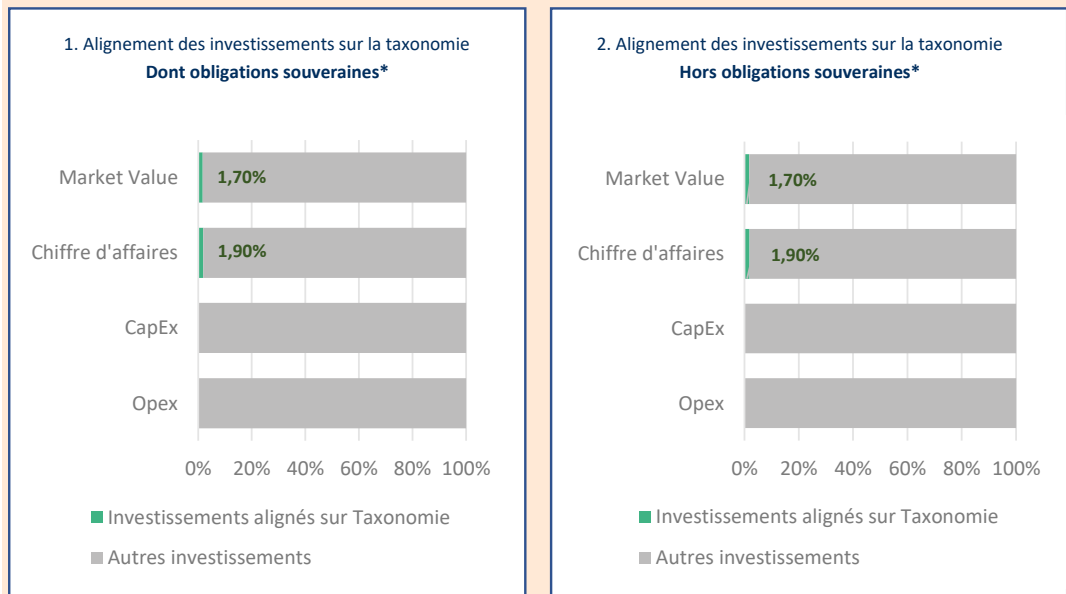 1. Alignement des investissements sur la taxonomie
Dont obligations souveraines*
Market Value
1,70%
Chiffre d'affaires
1,90%
CapEx
Opex
0% 20% 40% 60% 80% 100%
Investissements alignés sur Taxonomie
Autres investissements
2. Alignement des investissements sur la taxonomie
Hors obligations souveraines*
Market Value
1,70%
Chiffre d'affaires
1,90%
CapEx
Opex
0% 20% 40% 60% 80% 100%
Investissements alignés sur Taxonomie
Autres investissements